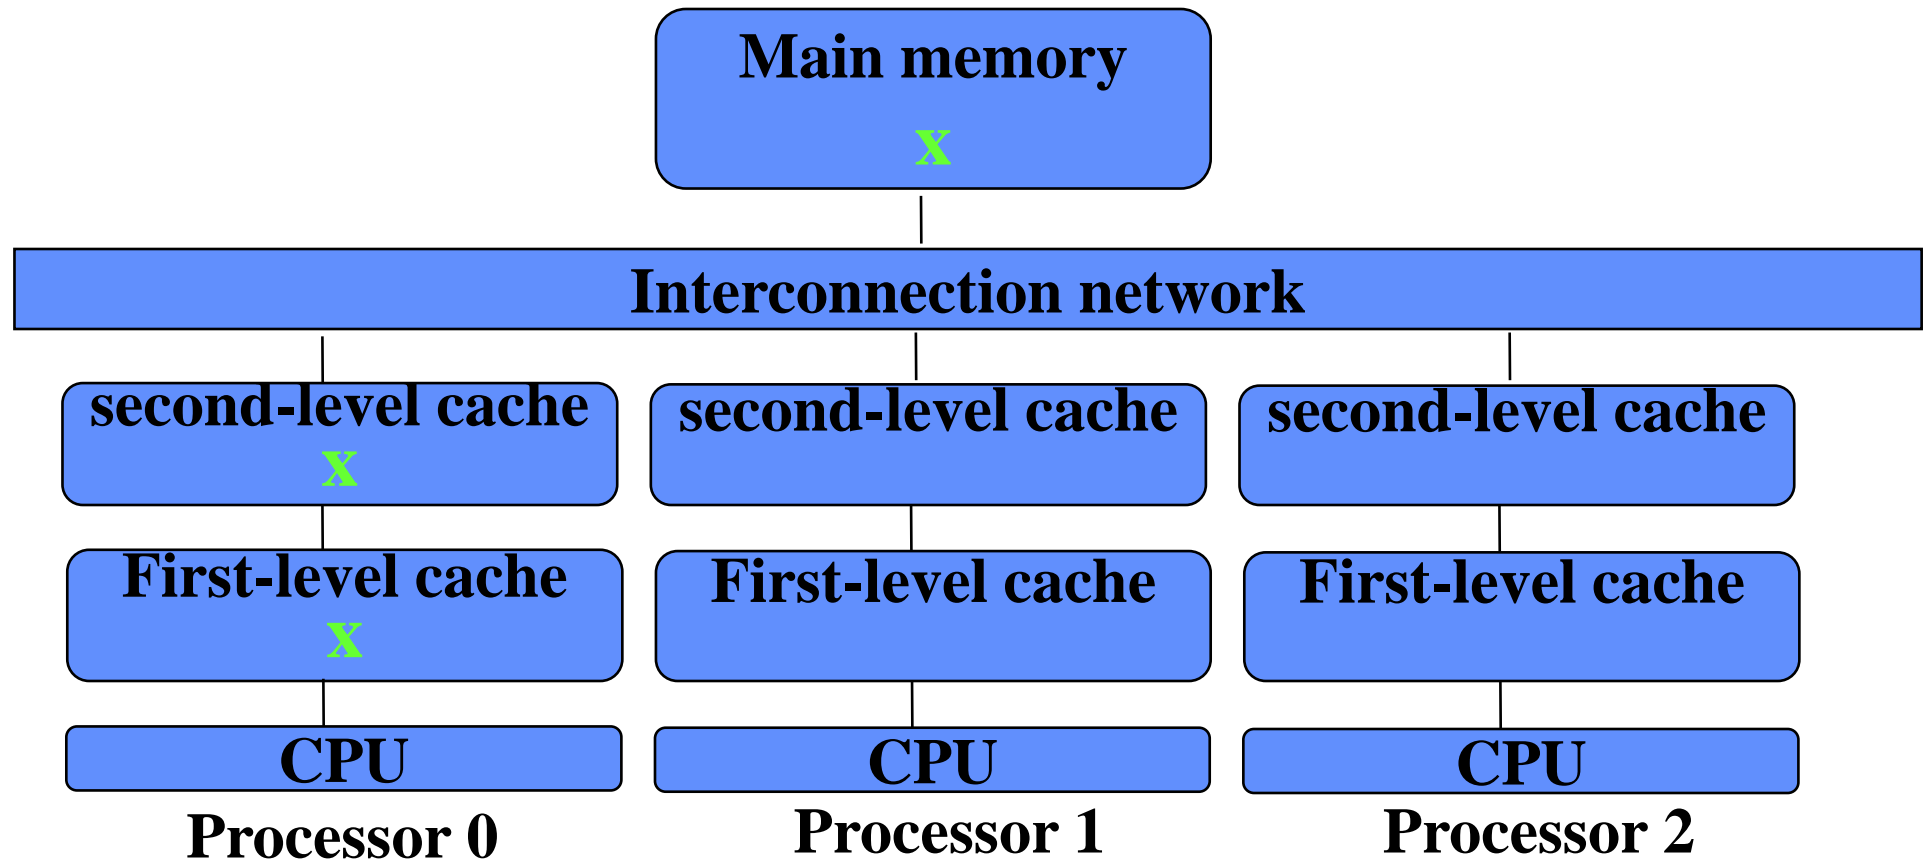 Main memory
x
Interconnection network
second-level cache
x
second-level cache
second-level cache
First-level cache
x
First-level cache
First-level cache
CPU
CPU
CPU
Processor 0
Processor 1
Processor 2